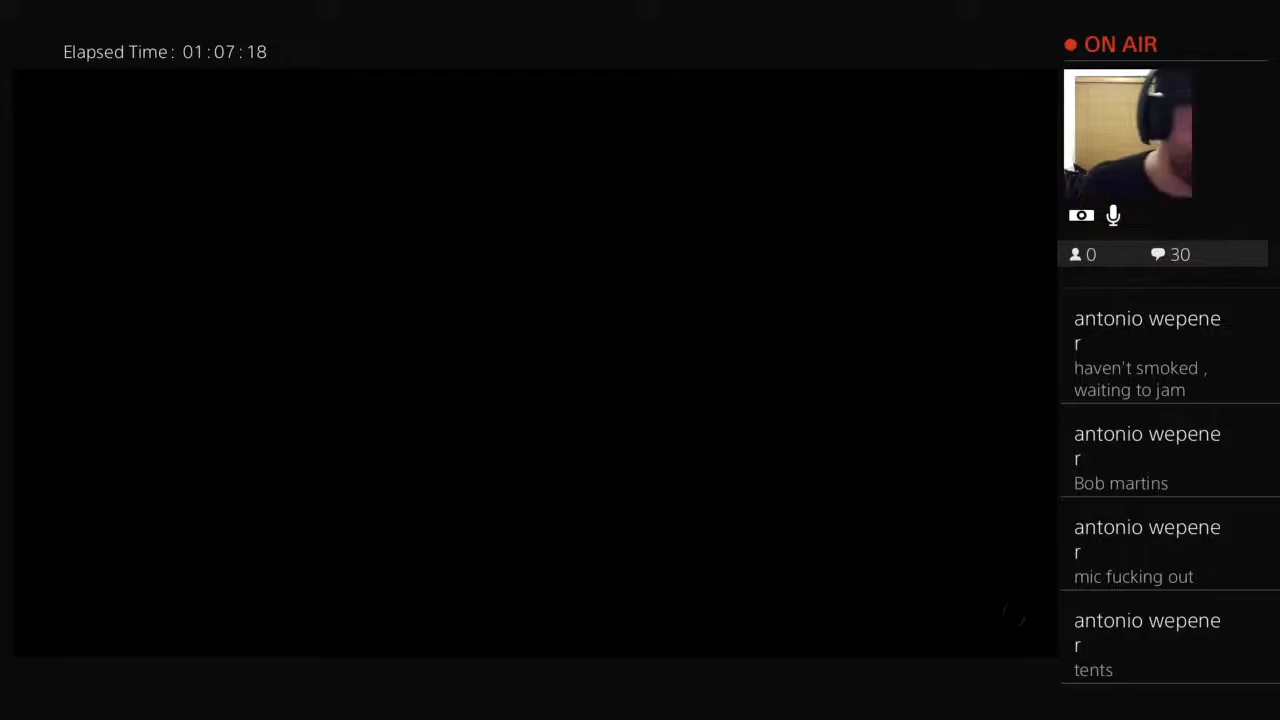 Elapsed Time: 01:07:18
ON AIR
0 30
antonio wepene
r
haven't smoked ,
waiting to jam
antonio wepene
r
Bob martins
antonio wepene
r
mic fucking out
antonio wepene
r
tents